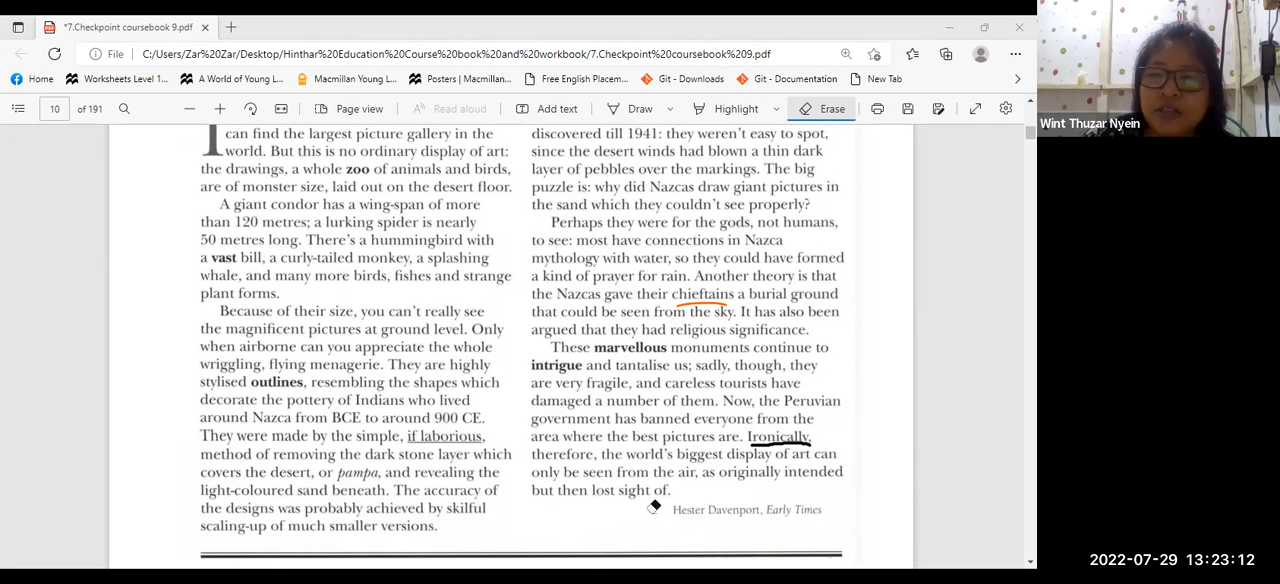 *7.Checkpoint coursebook 9.pdf
File
C:/Users/Zar%20Zar/Desktop/Hinthar%20Education%20Course%20book%20and%20workbook/7.Checkpoint%20coursebook%209.pdf
Home
Worksheets Level 1...
A World of Young L...
Macmillan Young L...
Posters | Macmillan...
Free English Placem...
Git - Downloads
Git - Documentation
New Tab
10 of 191
Page view
Read aloud
Add text
Draw
Highlight
Erase
can find the largest picture gallery in the
world. But this is no ordinary display of art:
the drawings, a whole zoo of animals and birds,
are of monster size, laid out on the desert floor.
A giant condor has a wing-span of more
than 120 metres; a lurking spider is nearly
50 metres long. There's a hummingbird with
a vast bill, a curly-tailed monkey, a splashing
whale, and many more birds, fishes and strange
plant forms.
Because of their size, you can't really see
the magnificent pictures at ground level. Only
when airborne can you appreciate the whole
wriggling, flying menagerie. They are highly
stylised outlines, resembling the shapes which
decorate the pottery of Indians who lived
around Nazca from BCE to around 900 CE.
They were made by the simple, if laborious,
method of removing the dark stone layer which
covers the desert, or pampa, and revealing the
light-coloured sand beneath. The accuracy of
the designs was probably achieved by skilful
scaling-up of much smaller versions.
discovered till 1941: they weren't easy to spot,
since the desert winds had blown a thin dark
layer of pebbles over the markings. The big
puzzle is: why did Nazcas draw giant pictures in
the sand which they couldn't see properly?
Perhaps they were for the gods, not humans,
to see: most have connections in Nazca
mythology with water, so they could have formed
a kind of prayer for rain. Another theory is that
the Nazcas gave their chieftains a burial ground
that could be seen from the sky. It has also been
argued that they had religious significance.
These marvellous monuments continue to
intrigue and tantalise us; sadly, though, they
are very fragile, and careless tourists have
damaged a number of them. Now, the Peruvian
government has banned everyone from the
area where the best pictures are. Ironically,
therefore, the world's biggest display of art can
only be seen from the air, as originally intended
but then lost sight of.
Hester Davenport, Early Times
Wint Thuzar Nyein
2022-07-29 13:23:12